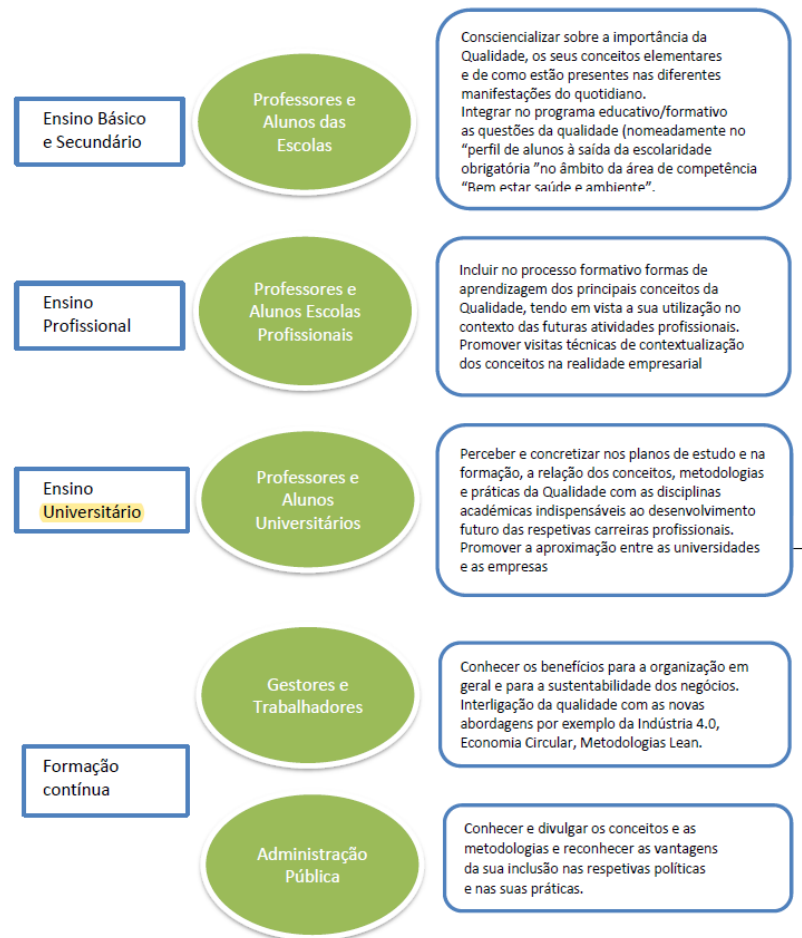 Ensino Básico
e Secundário
Professores e
Alunos das
Escolas
Consciencializar sobre a importância da
Qualidade, os seus conceitos elementares
e de como estão presentes nas diferentes
manifestações do quotidiano.
Integrar no programa educativo/formativo
as questões da qualidade (nomeadamente no
“perfil de alunos à saída da escolaridade
obrigatória ”no âmbito da área de competência
“Bem estar saúde e ambiente”.
Ensino
Profissional
Professores e
Alunos Escolas
Profissionais
Incluir no processo formativo formas de
aprendizagem dos principais conceitos da
Qualidade, tendo em vista a sua utilização no
contexto das futuras atividades profissionais.
Promover visitas técnicas de contextualização
dos conceitos na realidade empresarial
Ensino
Universitário
Professores e
Alunos
Universitários
Perceber e concretizar nos planos de estudo e na
formação, a relação dos conceitos, metodologias
e práticas da Qualidade com as disciplinas
académicas indispensáveis ao desenvolvimento
futuro das respetivas carreiras profissionais.
Promover a aproximação entre as universidades
e as empresas
Formação
contínua
Gestores e
Trabalhadores
Conhecer os benefícios para a organização em
geral e para a sustentabilidade dos negócios.
Interligação da qualidade com as novas
abordagens por exemplo da Indústria 4.0,
Economia Circular, Metodologias Lean.
Administração
Pública
Conhecer e divulgar os conceitos e as
metodologias e reconhecer as vantagens
da sua inclusão nas respetivas políticas
e nas suas práticas.